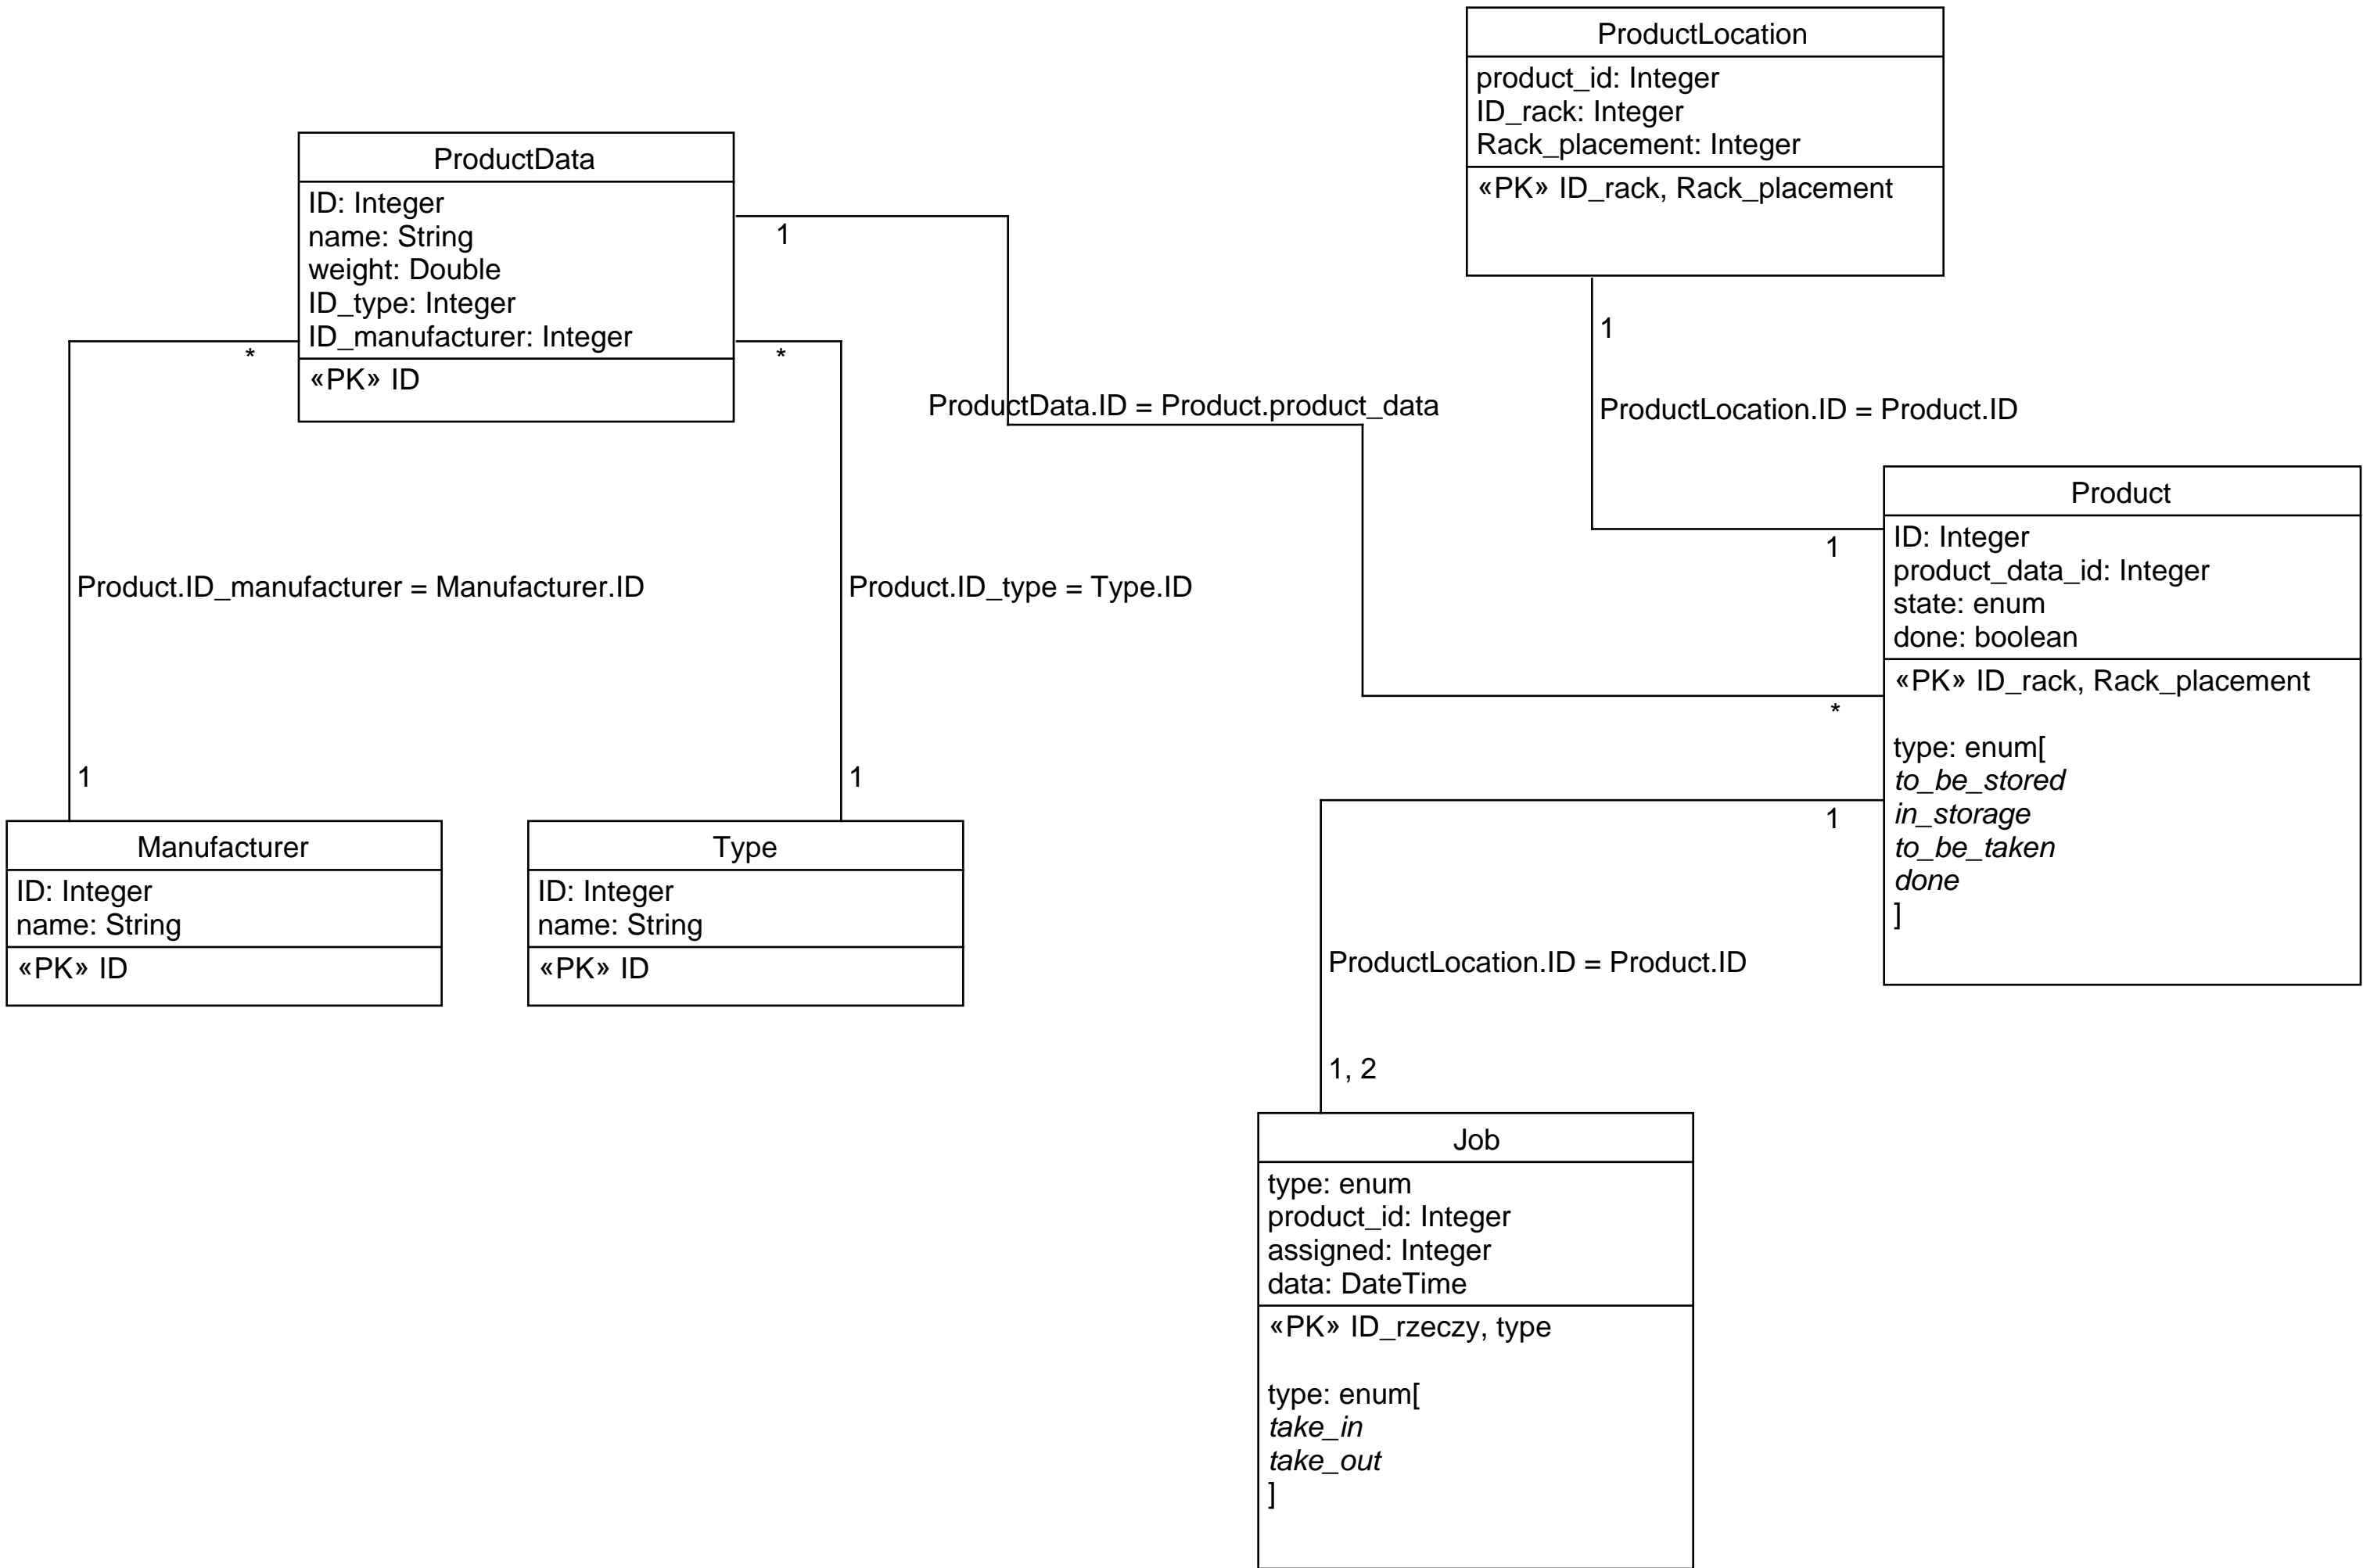 ProductLocation
product_id: Integer
ID_rack: Integer
Rack_placement: Integer
«PK» ID_rack, Rack_placement
ProductData
ID: Integer
name: String
weight: Double
ID_type: Integer
ID_manufacturer: Integer
«PK» ID
1
*
*
1
ProductData.ID = Product.product_data
ProductLocation.ID = Product.ID
1
*
Product
ID: Integer
product_data_id: Integer
state: enum
done: boolean
«PK» ID_rack, Rack_placement
type: enum[
to_be_stored
in_storage
to_be_taken
done
]
Product.ID_manufacturer = Manufacturer.ID
Product.ID_type = Type.ID
1
1
Manufacturer
ID: Integer
name: String
«PK» ID
Type
ID: Integer
name: String
«PK» ID
1
ProductLocation.ID = Product.ID
1, 2
Job
type: enum
product_id: Integer
assigned: Integer
data: DateTime
«PK» ID_rzeczy, type
type: enum[
take_in
take_out
]